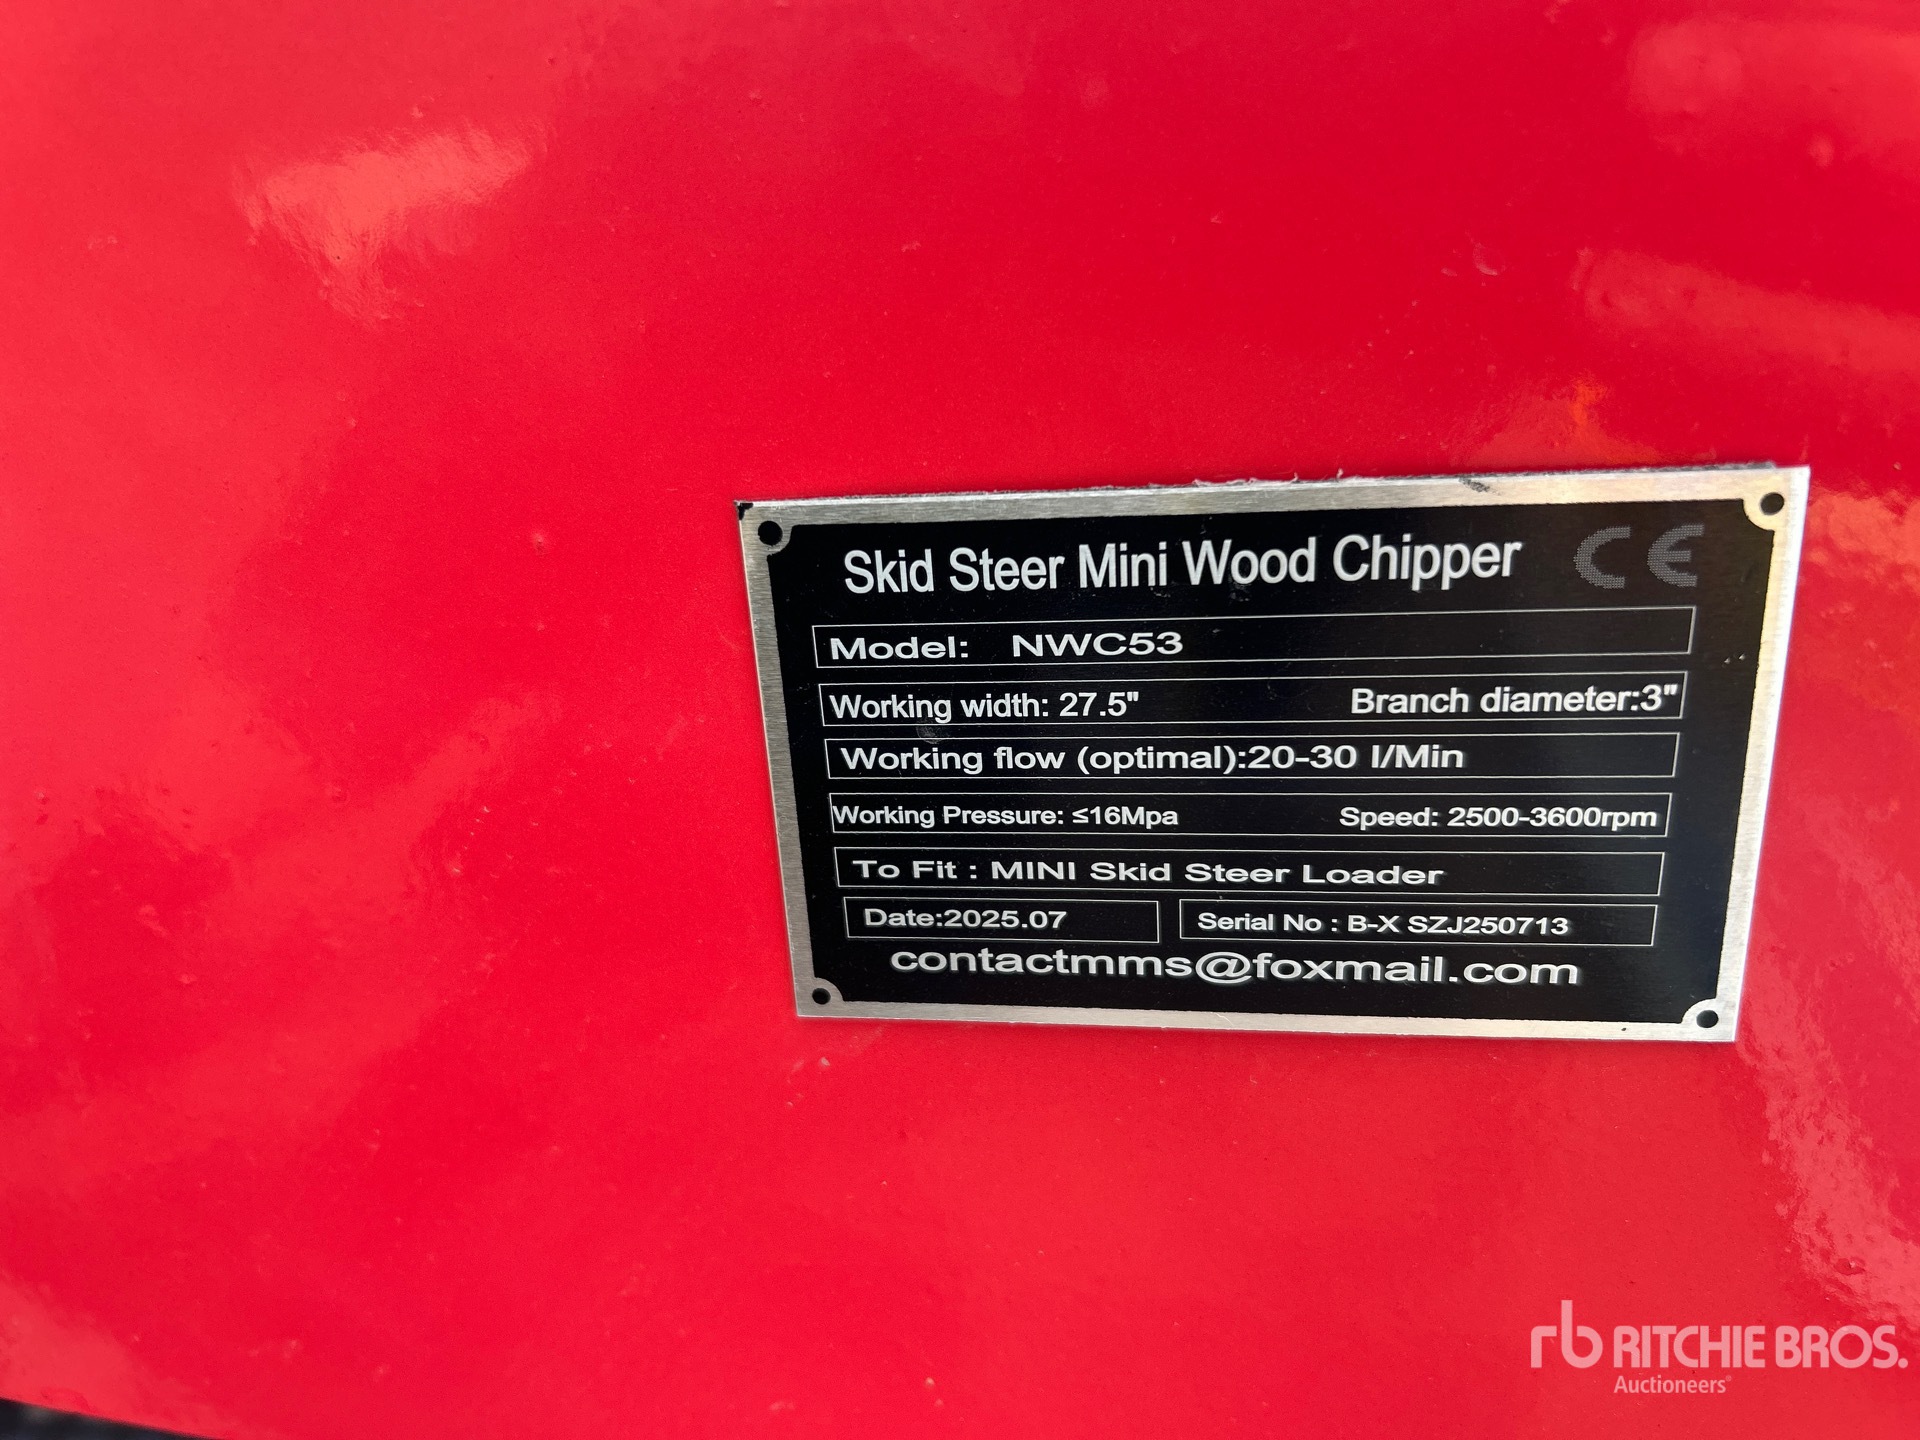 Skid Steer Mini Wood Chipper CE
Model: NWC53
Working width: 27.5" Branch diameter:3"
Working flow (optimal):20-30 l/Min
Working Pressure: ≤16Mpa Speed: 2500-3600rpm
To Fit : MINI Skid Steer Loader
Date:2025.07 Serial No : B-X SZJ250713
contactmms@foxmail.com
rb RITCHIE BROS.
Auctioneers®